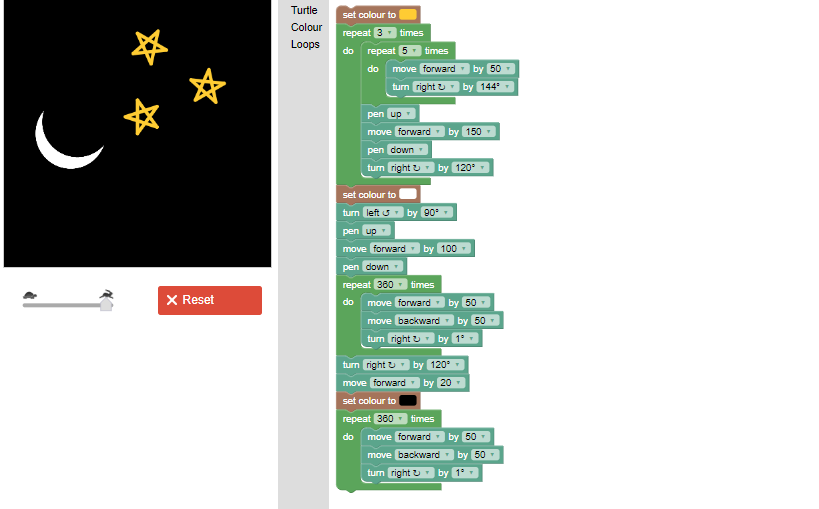 Turtle
Colour
Loops
Reset
set colour to
repeat 3 times
do repeat 5 times
do move forward by 50
turn right ↻ by 144°
pen up
move forward by 150
pen down
turn right ↻ by 120°
set colour to
turn left ↺ by 90°
pen up
move forward by 100
pen down
repeat 360 times
do move forward by 50
move backward by 50
turn right ↻ by 1°
turn right ↻ by 120°
move forward by 20
set colour to
repeat 360 times
do move forward by 50
move backward by 50
turn right ↻ by 1°